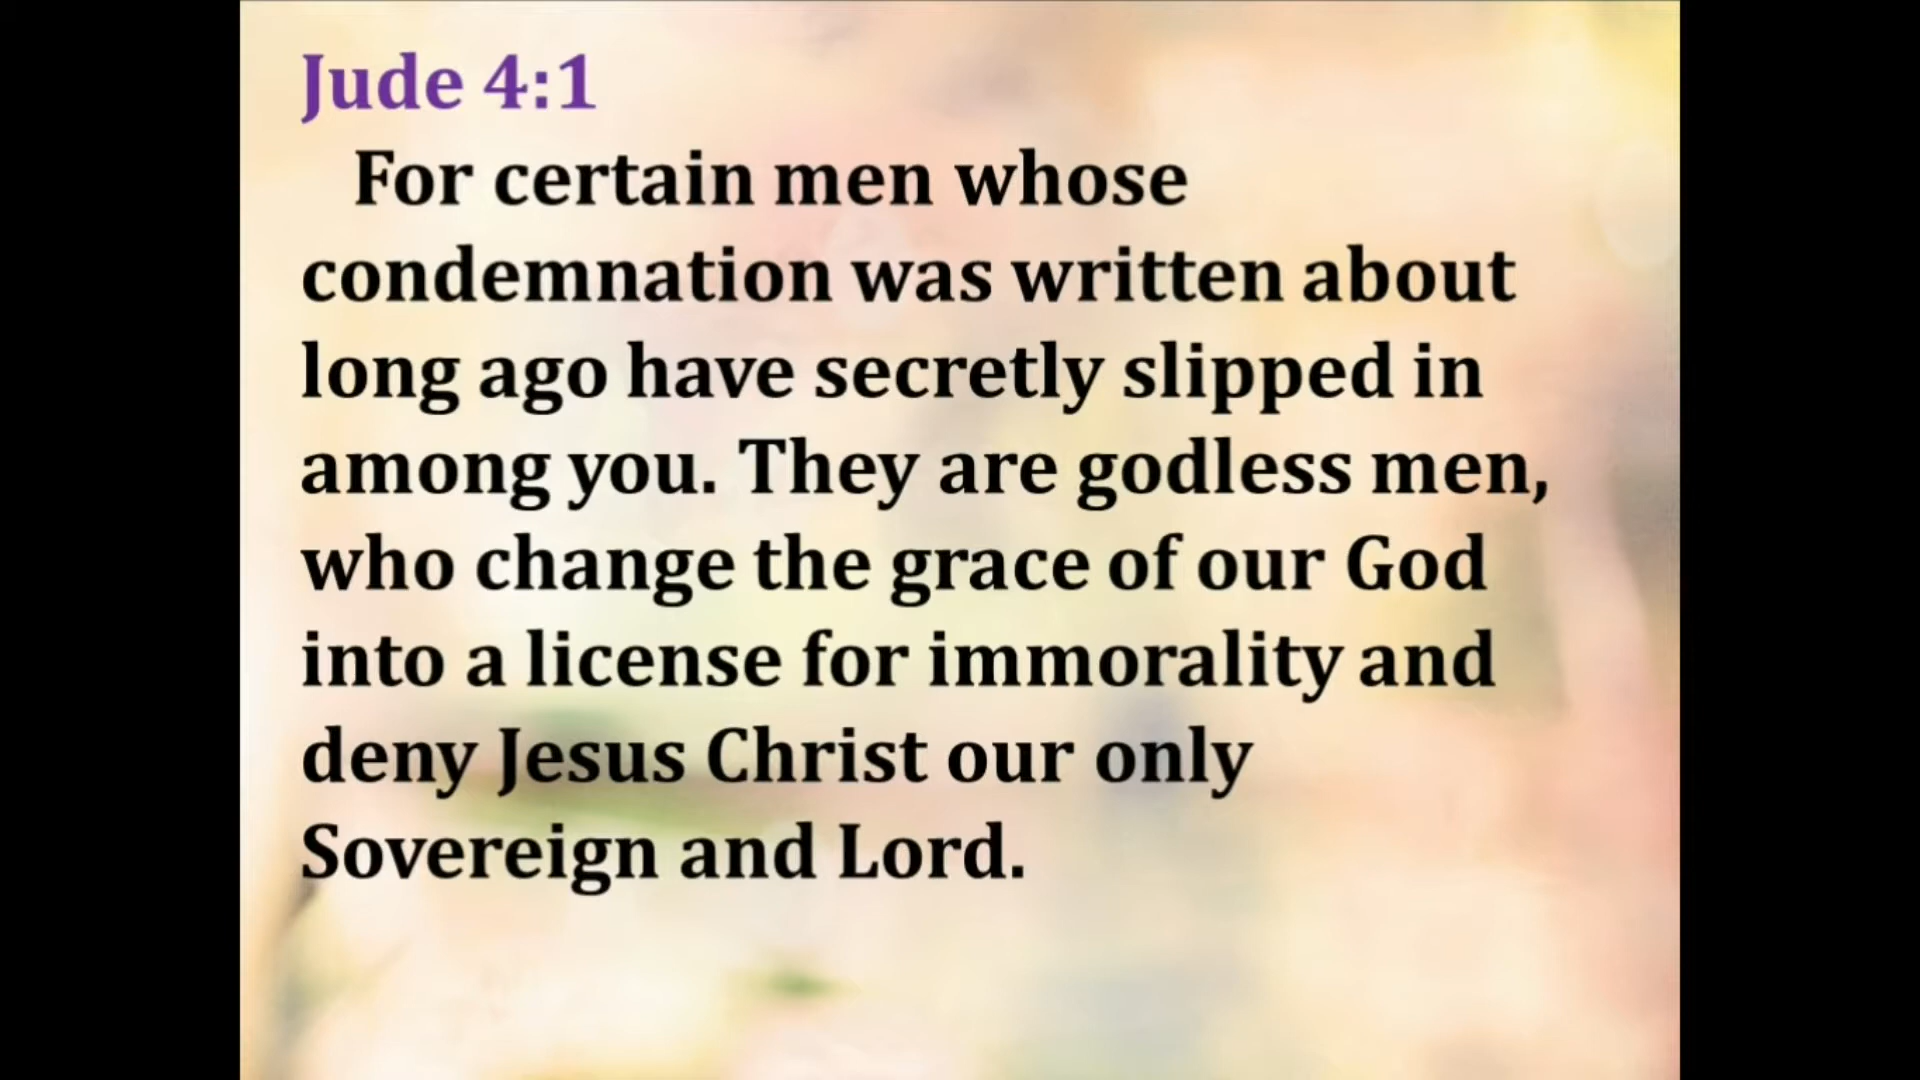 Jude 4:1
For certain men whose
condemnation was written about
long ago have secretly slipped in
among you. They are godless men,
who change the grace of our God
into a license for immorality and
deny Jesus Christ our only
Sovereign and Lord.